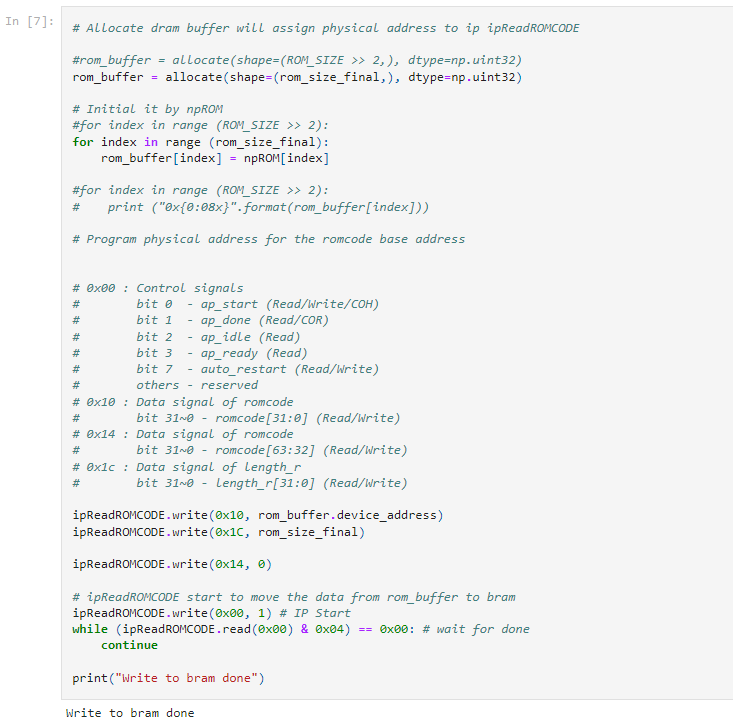 In [7]:
# Allocate dram buffer will assign physical address to ip ipReadROMCODE
#rom_buffer = allocate(shape=(ROM_SIZE >> 2,), dtype=np.uint32)
rom_buffer = allocate(shape=(rom_size_final,), dtype=np.uint32)
# Initial it by npROM
#for index in range (ROM_SIZE >> 2):
for index in range (rom_size_final):
    rom_buffer[index] = npROM[index]
#for index in range (ROM_SIZE >> 2):
#    print ("0x{0:08x}".format(rom_buffer[index]))
# Program physical address for the romcode base address
# 0x00 : Control signals
#        bit 0  - ap_start (Read/Write/COH)
#        bit 1  - ap_done (Read/COR)
#        bit 2  - ap_idle (Read)
#        bit 3  - ap_ready (Read)
#        bit 7  - auto_restart (Read/Write)
#        others - reserved
# 0x10 : Data signal of romcode
#        bit 31~0 - romcode[31:0] (Read/Write)
# 0x14 : Data signal of romcode
#        bit 31~0 - romcode[63:32] (Read/Write)
# 0x1c : Data signal of length_r
#        bit 31~0 - length_r[31:0] (Read/Write)
ipReadROMCODE.write(0x10, rom_buffer.device_address)
ipReadROMCODE.write(0x1C, rom_size_final)
ipReadROMCODE.write(0x14, 0)
# ipReadROMCODE start to move the data from rom_buffer to bram
ipReadROMCODE.write(0x00, 1) # IP Start
while (ipReadROMCODE.read(0x00) & 0x04) == 0x00: # wait for done
    continue
print("Write to bram done")
Write to bram done